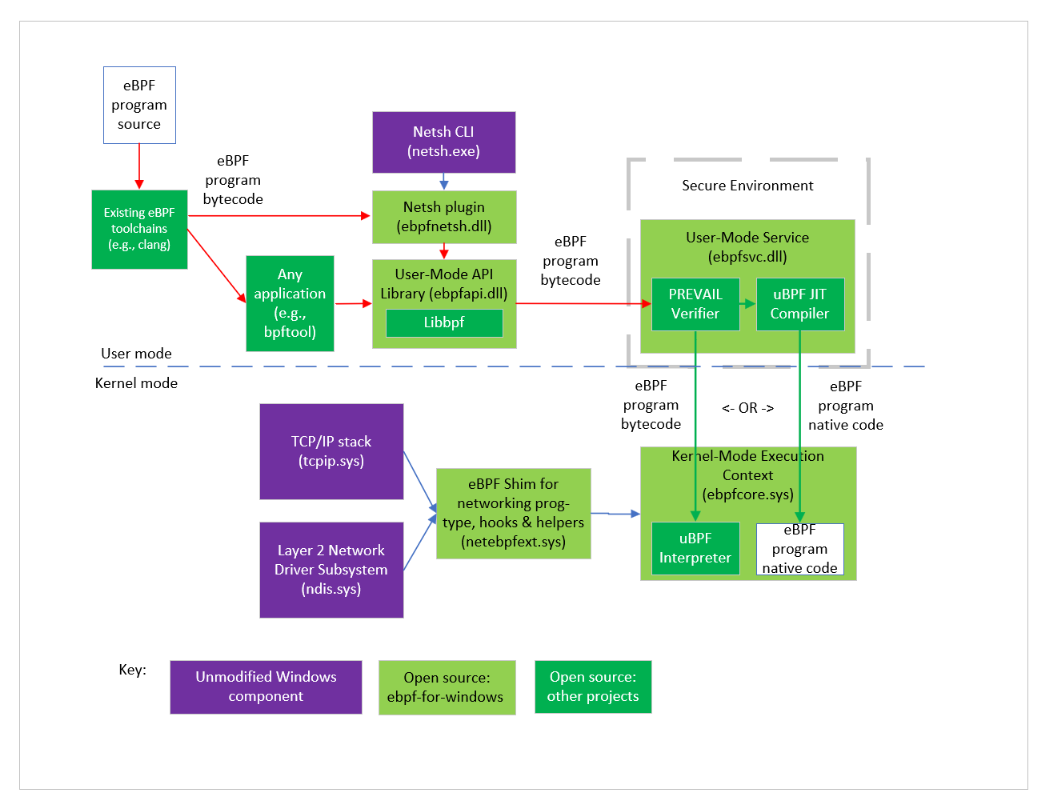 eBPF
program
source
Netsh CLI
(netsh.exe)
eBPF
program
bytecode
Secure Environment
Existing eBPF
toolchains
(e.g., clang)
Netsh plugin
(ebpfnetsh.dll)
User-Mode Service
(ebpfsvc.dll)
eBPF
program
bytecode
Any
application
(e.g.,
bpftool)
User-Mode API
Library (ebpfapi.dll)
Libbpf
PREVAIL
Verifier
uBPF JIT
Compiler
User mode
Kernel mode
eBPF
program
bytecode
<- OR ->
eBPF
program
native code
TCP/IP stack
(tcpip.sys)
Kernel-Mode Execution
Context
(ebpfcore.sys)
eBPF Shim for
networking prog-
type, hooks & helpers
(netebpfext.sys)
Layer 2 Network
Driver Subsystem
(ndis.sys)
uBPF
Interpreter
eBPF
program
native code
Key:
Unmodified Windows
component
Open source:
ebpf-for-windows
Open source:
other projects